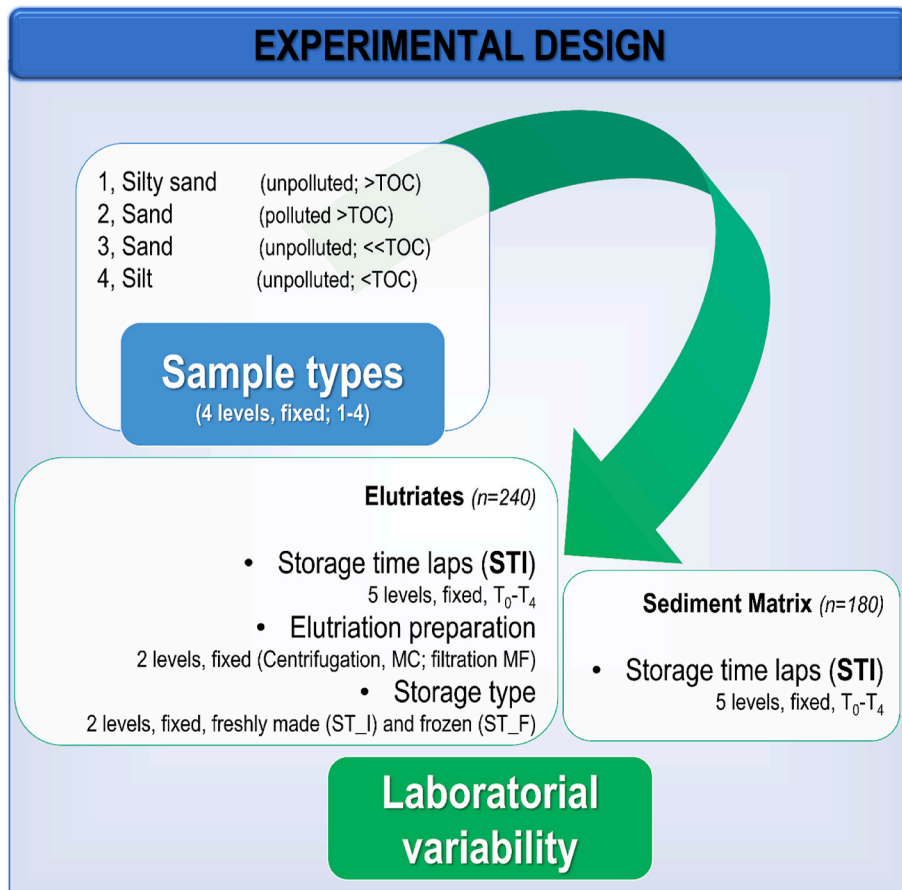 EXPERIMENTAL DESIGN
1, Silty sand (unpolluted; >TOC)
2, Sand (polluted >TOC)
3, Sand (unpolluted; <<TOC)
4, Silt (unpolluted; <TOC)
Sample types
(4 levels, fixed; 1-4)
Elutriates (n=240)
• Storage time laps (STI)
5 levels, fixed, T₀-T₄
• Elutriation preparation
2 levels, fixed (Centrifugation, MC; filtration MF)
• Storage type
2 levels, fixed, freshly made (ST_I) and frozen (ST_F)
Sediment Matrix (n=180)
• Storage time laps (STI)
5 levels, fixed, T₀-T₄
Laboratorial
variability